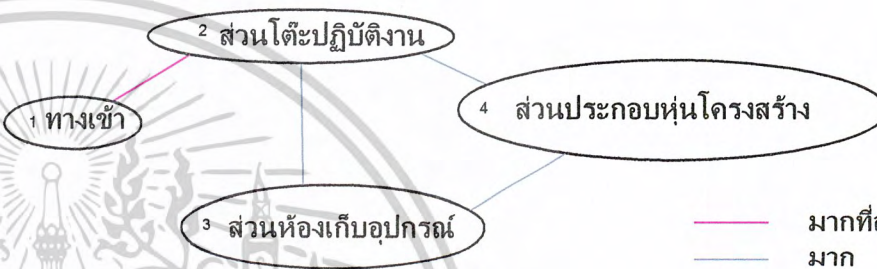 2 ส่วนโต๊ะปฏิบัติงาน
1 ทางเข้า
4 ส่วนประกอบหุ่นโครงสร้าง
3 ส่วนห้องเก็บอุปกรณ์
มาก